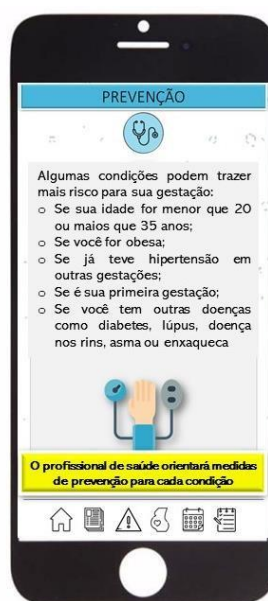 PREVENÇÃO
Algumas condições podem trazer
mais risco para sua gestação:
o Se sua idade for menor que 20
ou maios que 35 anos;
o Se você for obesa;
o Se já teve hipertensão em
outras gestações;
o Se é sua primeira gestação;
o Se você tem outras doenças
como diabetes, lúpus, doença
nos rins, asma ou enxaqueca
O profissional de saúde orientará medidas
de prevenção para cada condição